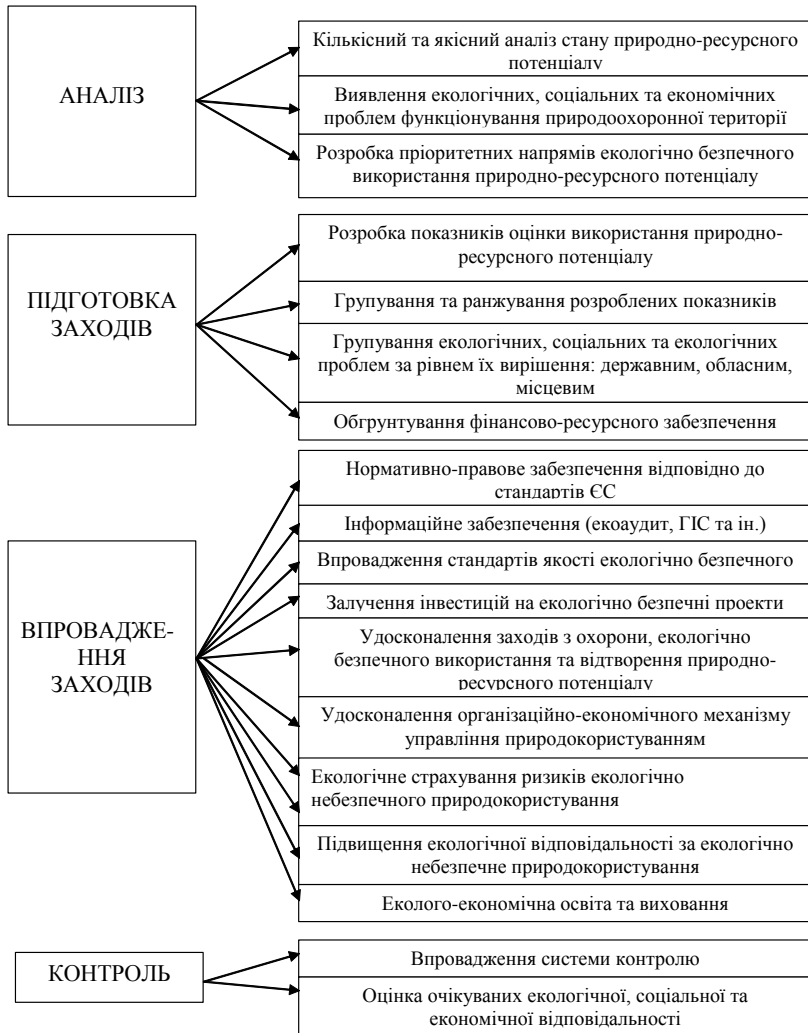 АНАЛІЗ
Кількісний та якісний аналіз стану природно-ресурсного
потенціалу
Виявлення екологічних, соціальних та економічних
проблем функціонування природоохоронної території
Розробка пріоритетних напрямів екологічно безпечного
використання природно-ресурсного потенціалу
ПІДГОТОВКА
ЗАХОДІВ
Розробка показників оцінки використання природно-
ресурсного потенціалу
Групування та ранжування розроблених показників
Групування екологічних, соціальних та екологічних
проблем за рівнем їх вирішення: державним, обласним,
місцевим
Обгрунтування фінансово-ресурсного забезпечення
ВПРОВАДЖЕ-
ННЯ
ЗАХОДІВ
Нормативно-правове забезпечення відповідно до
стандартів ЄС
Інформаційне забезпечення (екоаудит, ГІС та ін.)
Впровадження стандартів якості екологічно безпечного
Залучення інвестицій на екологічно безпечні проекти
Удосконалення заходів з охорони, екологічно
безпечного використання та відтворення природно-
ресурсного потенціалу
Удосконалення організаційно-економічного механізму
управління природокористуванням
Екологічне страхування ризиків екологічно
небезпечного природокористування
Підвищення екологічної відповідальності за екологічно
небезпечне природокористування
Еколого-економічна освіта та виховання
КОНТРОЛЬ
Впровадження системи контролю
Оцінка очікуваних екологічної, соціальної та
економічної відповідальності